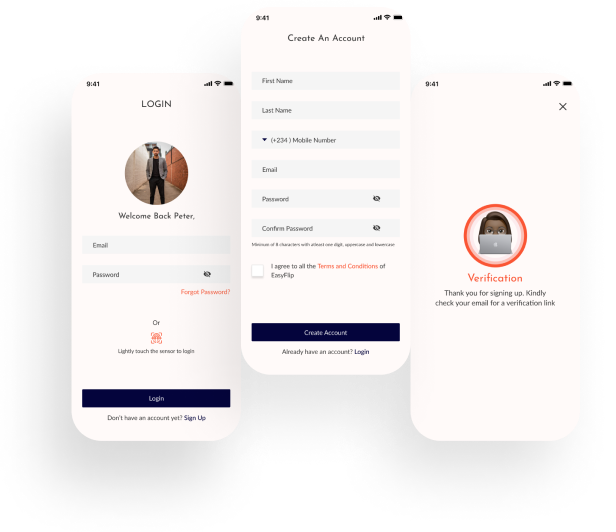 9:41
LOGIN
Welcome Back Peter,
Email
Password
Forgot Password?
Or
Lightly touch the sensor to login
Login
Don't have an account yet? Sign Up
9:41
Create An Account
First Name
Last Name
(+234 ) Mobile Number
Email
Password
Confirm Password
Minimum of 8 characters with atleast one digit, uppercase and lowercase
I agree to all the Terms and Conditions of
EasyFlip
Create Account
Already have an account? Login
9:41
Verification
Thank you for signing up. Kindly
check your email for a verification link